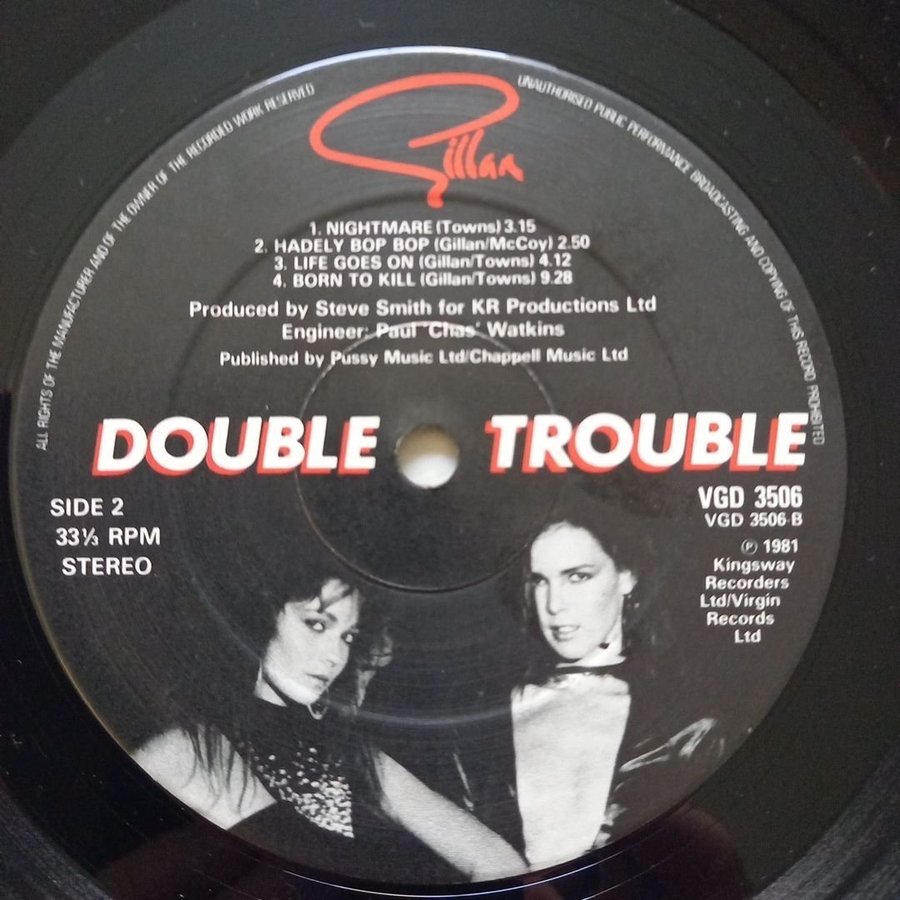 ALL RIGHTS OF THE MANUFACTURER AND OF THE OWNER OF THE RECORDED WORK RESERVED
UNAUTHORISED PUBLIC PERFORMANCE BROADCASTING AND COPYING OF THIS RECORD PROHIBITED
Gillan
1. NIGHTMARE (Towns) 3.15
2. HADELY BOP BOP (Gillan/McCoy) 2.50
3. LIFE GOES ON (Gillan/Towns) 4.12
4. BORN TO KILL (Gillan/Towns) 9.28
Produced by Steve Smith for KR Productions Ltd
Engineer: Paul 'Chas' Watkins
Published by Pussy Music Ltd/Chappell Music Ltd
DOUBLE TROUBLE
SIDE 2
33⅓ RPM
STEREO
VGD 3506
VGD 3506-B
℗ 1981
Kingsway
Recorders
Ltd/Virgin
Records
Ltd